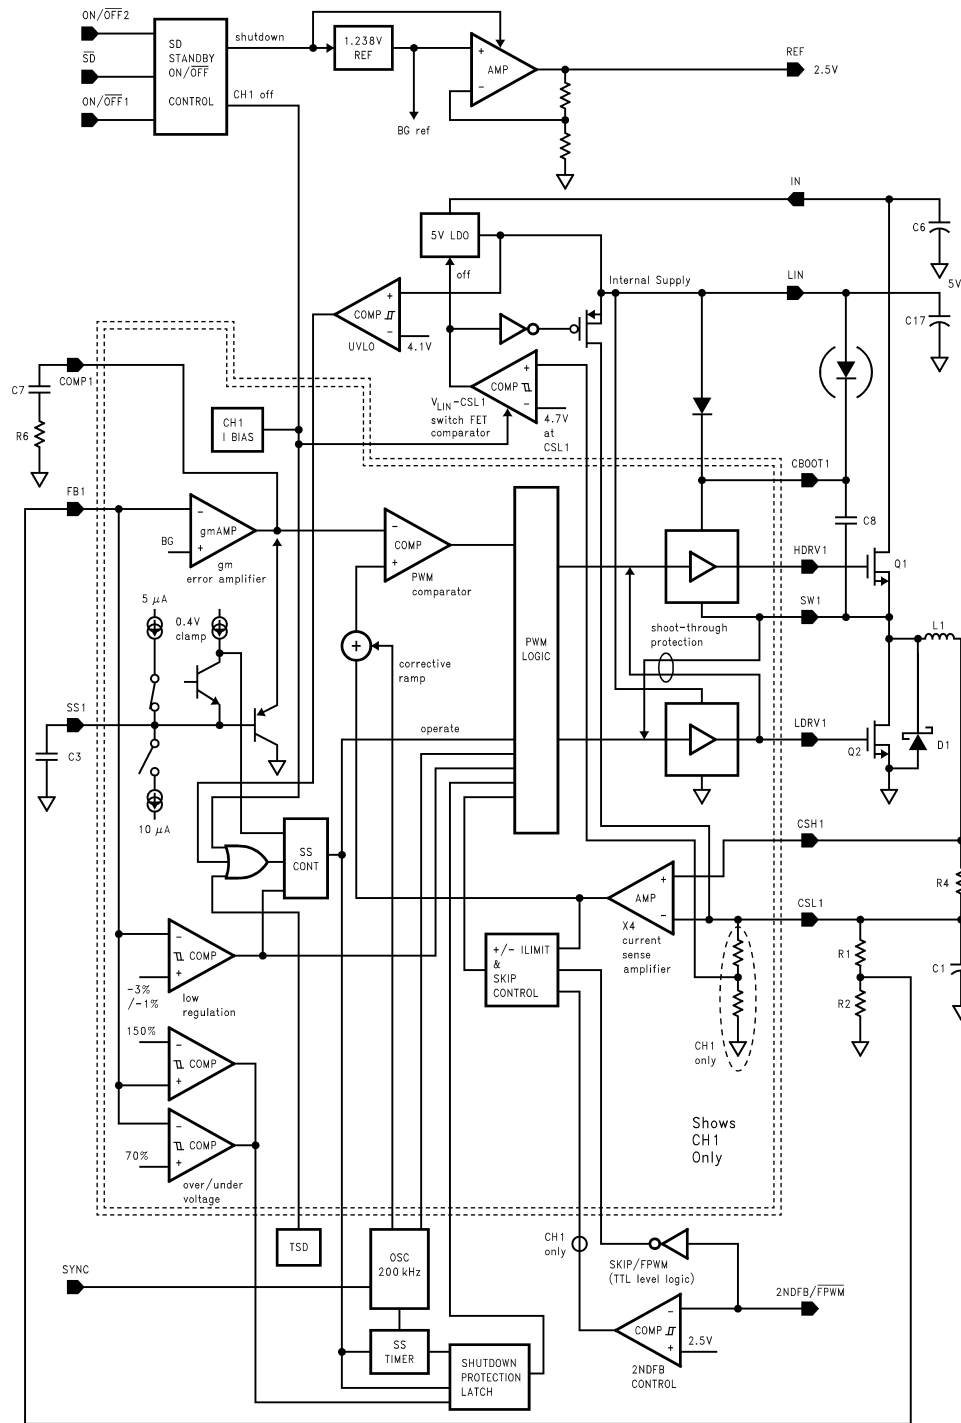 ON/OFF2
SD
ON/OFF1
SD
STANDBY
ON/OFF
CONTROL
shutdown
CH1 off
1.238V
REF
BG ref
+
AMP
-
REF
2.5V
IN
C6
5V LDO
off
Internal Supply
LIN
5V
C17
+
COMP
-
UVLO
4.1V
COMP1
C7
R6
CH1
I BIAS
+
COMP
-
VLIN-CSL1
switch FET
comparator
4.7V
at
CSL1
CBOOT1
C8
FB1
-
gmAMP
+
BG
gm
error amplifier
-
COMP
+
PWM
comparator
HDRV1
Q1
SW1
L1
shoot-through
protection
PWM
LOGIC
5 µA
0.4V
clamp
+
corrective
ramp
SS1
C3
10 µA
operate
LDRV1
Q2
D1
SS
CONT
CSH1
R4
+
AMP
-
X4
current
sense
amplifier
CSL1
R1
R2
C1
-
COMP
+
-3%
/-1%
low
regulation
+/- ILIMIT
&
SKIP
CONTROL
CH1
only
150%
-
COMP
+
-
COMP
+
70%
over/under
voltage
Shows
CH1
Only
TSD
OSC
200 kHz
CH1
only
SKIP/FPWM
(TTL level logic)
SYNC
2NDFB/FPWM
-
COMP
+
2.5V
2NDFB
CONTROL
SS
TIMER
SHUTDOWN
PROTECTION
LATCH